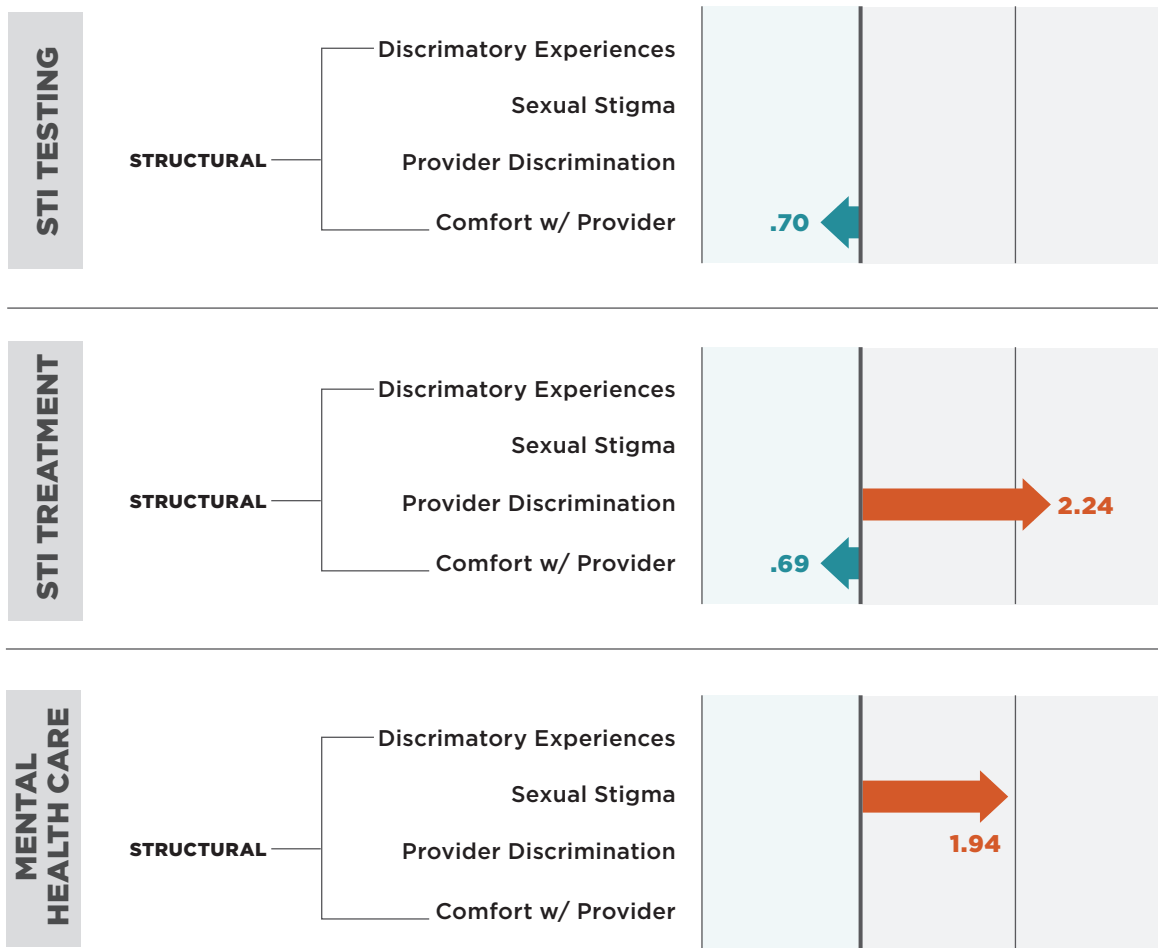 STI TESTING
STRUCTURAL
Discrimatory Experiences
Sexual Stigma
Provider Discrimination
Comfort w/ Provider
.70
STI TREATMENT
STRUCTURAL
Discrimatory Experiences
Sexual Stigma
Provider Discrimination
2.24
Comfort w/ Provider
.69
MENTAL
HEALTH CARE
STRUCTURAL
Discrimatory Experiences
Sexual Stigma
1.94
Provider Discrimination
Comfort w/ Provider